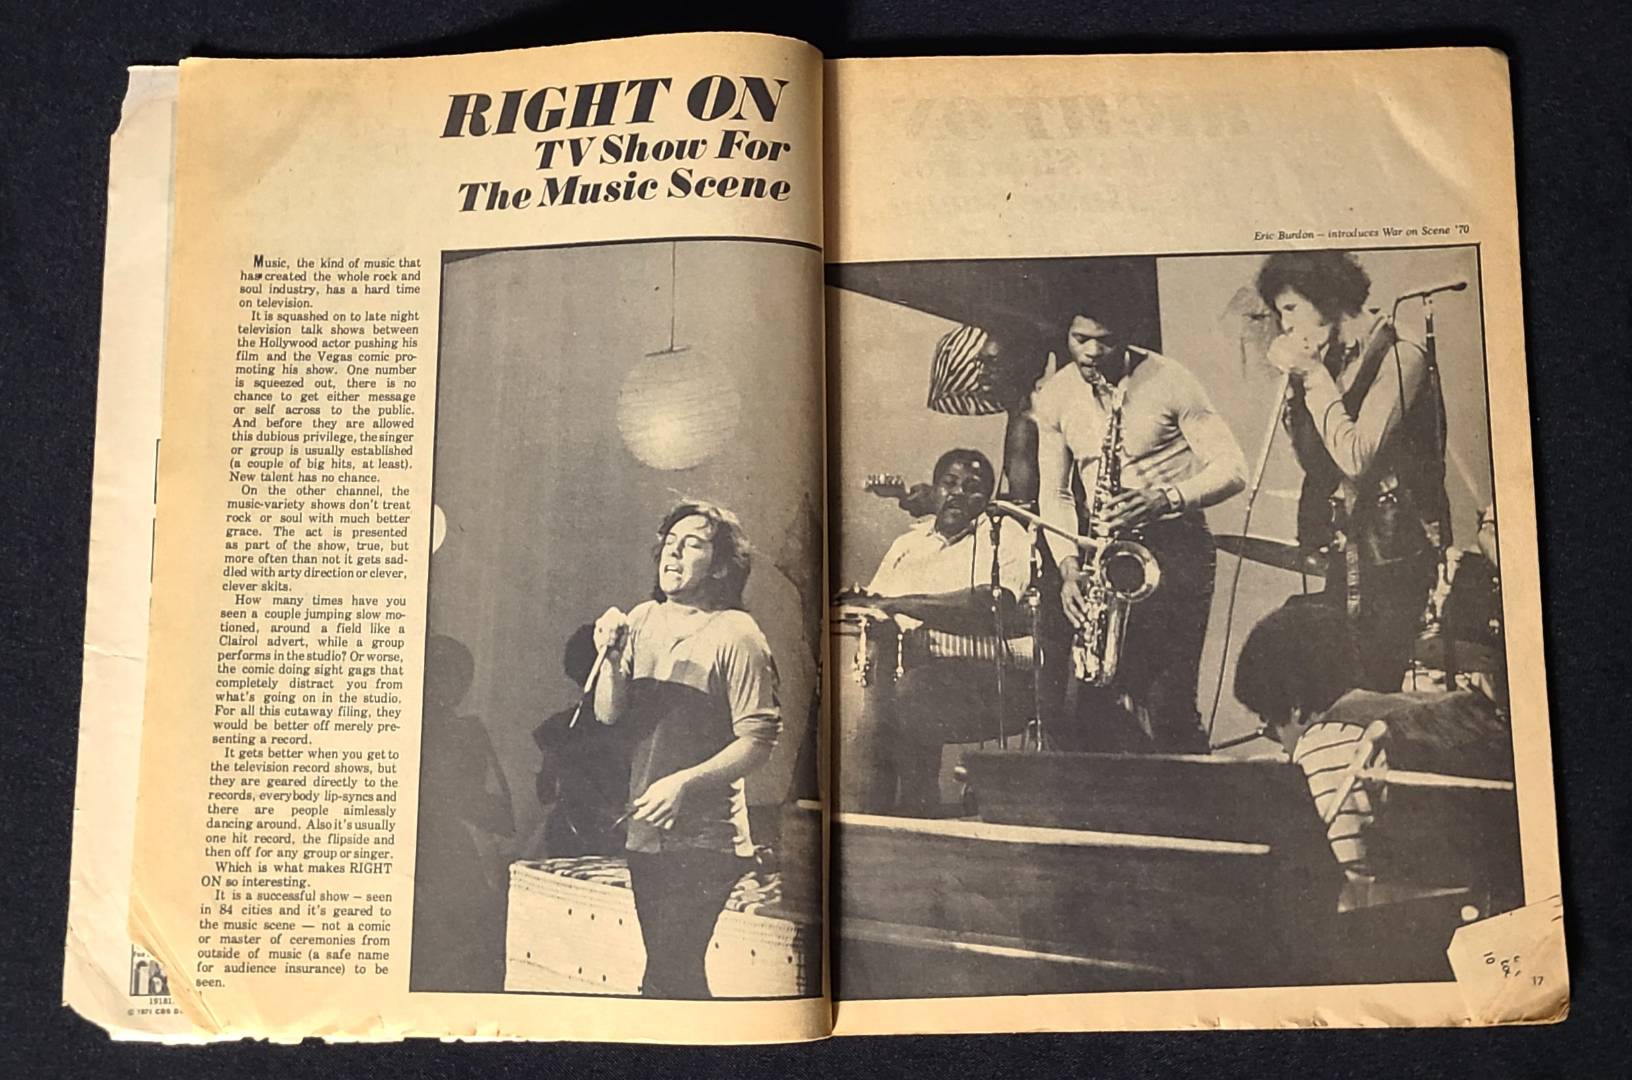 RIGHT ON
TV Show For
The Music Scene
Eric Burdon — introduces War on Scene '70
Music, the kind of music that
has created the whole rock and
soul industry, has a hard time
on television.
It is squashed on to late night
television talk shows between
the Hollywood actor pushing his
film and the Vegas comic pro-
moting his show. One number
is squeezed out, there is no
chance to get either message
or self across to the public.
And before they are allowed
this dubious privilege, the singer
or group is usually established
(a couple of big hits, at least).
New talent has no chance.
On the other channel, the
music-variety shows don't treat
rock or soul with much better
grace. The act is presented
as part of the show, true, but
more often than not it gets sad-
dled with arty direction or clever,
clever skits.
How many times have you
seen a couple jumping slow mo-
tioned, around a field like a
Clairol advert, while a group
performs in the studio? Or worse,
the comic doing sight gags that
completely distract you from
what's going on in the studio.
For all this cutaway filing, they
would be better off merely pre-
senting a record.
It gets better when you get to
the television record shows, but
they are geared directly to the
records, everybody lip-syncs and
there are people aimlessly
dancing around. Also it's usually
one hit record, the flipside and
then off for any group or singer.
Which is what makes RIGHT
ON so interesting.
It is a successful show — seen
in 84 cities and it's geared to
the music scene — not a comic
or master of ceremonies from
outside of music (a safe name
for audience insurance) to be
seen.
19181.
© 1971 CBS
17